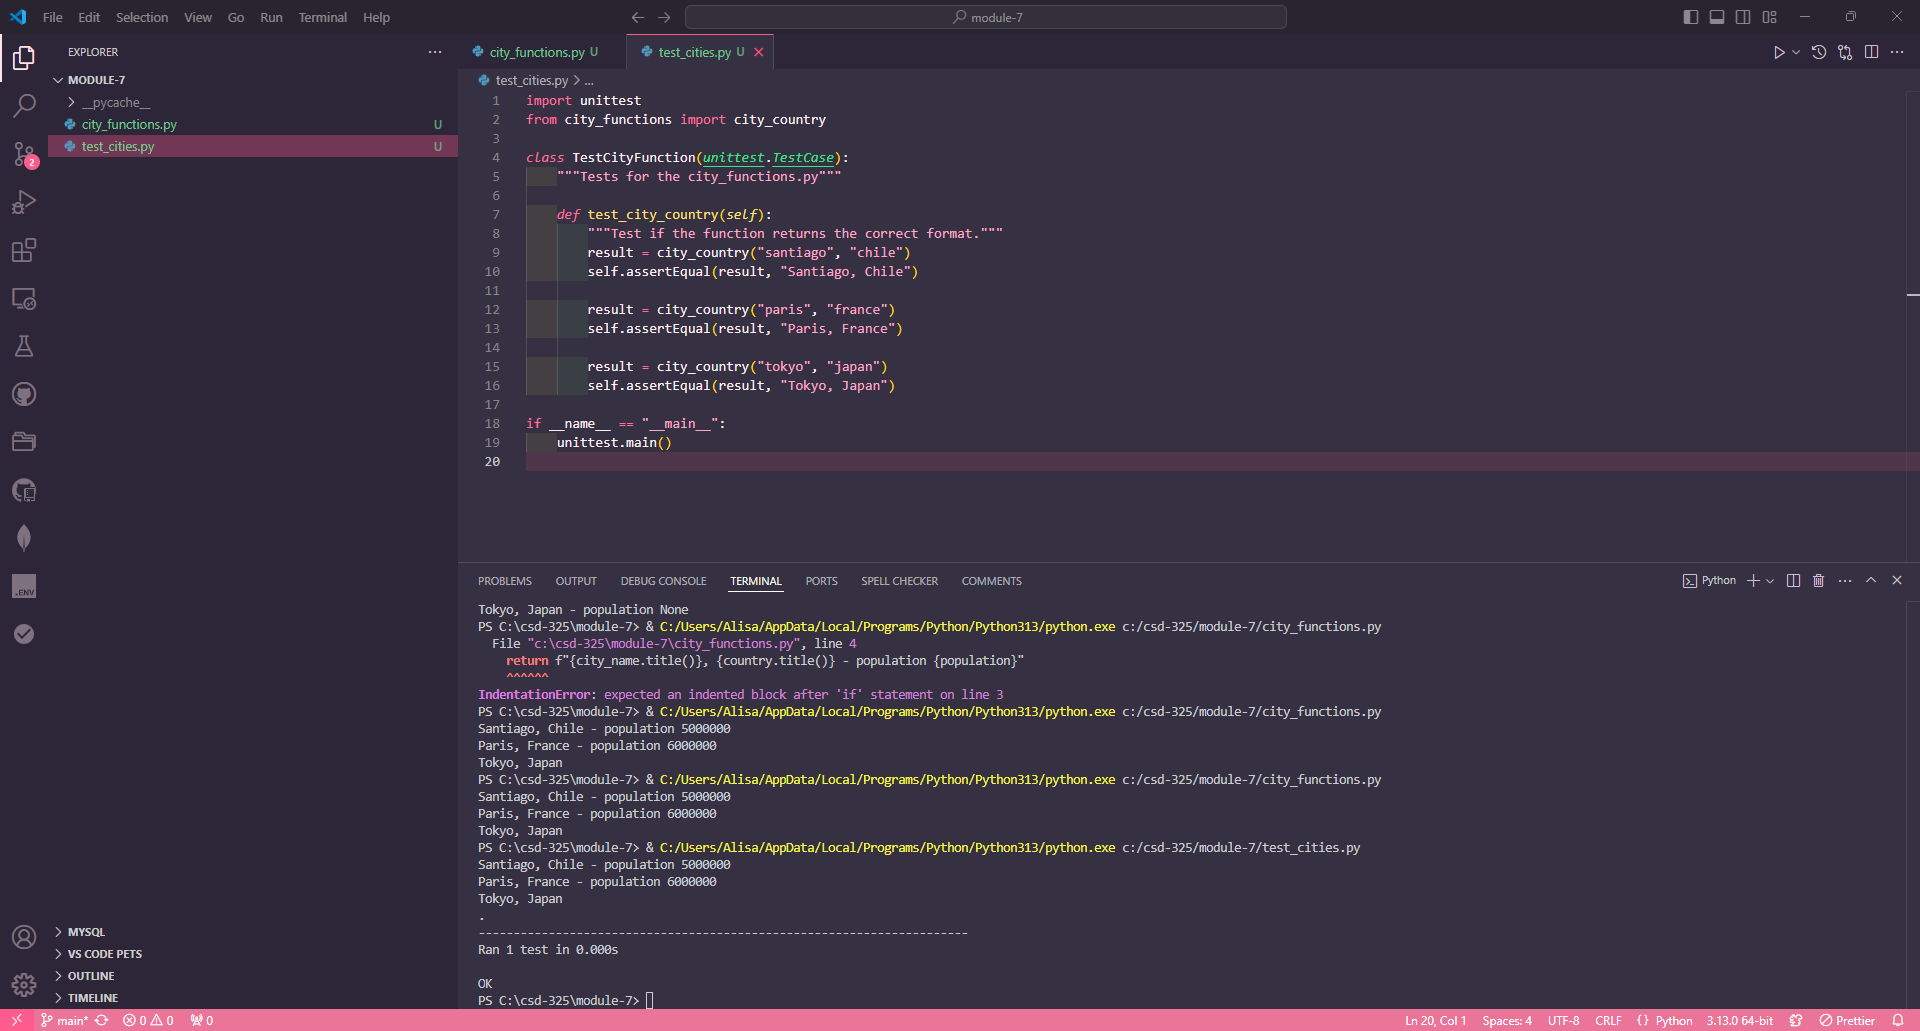 File Edit Selection View Go Run Terminal Help
module-7
EXPLORER
MODULE-7
__pycache__
city_functions.py U
test_cities.py U
2
.ENV
MYSQL
VS CODE PETS
OUTLINE
TIMELINE
city_functions.py U
test_cities.py U
test_cities.py > ...
1 import unittest
2 from city_functions import city_country
3
4 class TestCityFunction(unittest.TestCase):
5 """Tests for the city_functions.py"""
6
7 def test_city_country(self):
8 """Test if the function returns the correct format."""
9 result = city_country("santiago", "chile")
10 self.assertEqual(result, "Santiago, Chile")
11
12 result = city_country("paris", "france")
13 self.assertEqual(result, "Paris, France")
14
15 result = city_country("tokyo", "japan")
16 self.assertEqual(result, "Tokyo, Japan")
17
18 if __name__ == "__main__":
19 unittest.main()
20
PROBLEMS OUTPUT DEBUG CONSOLE TERMINAL PORTS SPELL CHECKER COMMENTS
Python
Tokyo, Japan - population None
PS C:\csd-325\module-7> & C:/Users/Alisa/AppData/Local/Programs/Python/Python313/python.exe c:/csd-325/module-7/city_functions.py
File "c:\csd-325\module-7\city_functions.py", line 4
return f"{city_name.title()}, {country.title()} - population {population}"
^^^^^^
IndentationError: expected an indented block after 'if' statement on line 3
PS C:\csd-325\module-7> & C:/Users/Alisa/AppData/Local/Programs/Python/Python313/python.exe c:/csd-325/module-7/city_functions.py
Santiago, Chile - population 5000000
Paris, France - population 6000000
Tokyo, Japan
PS C:\csd-325\module-7> & C:/Users/Alisa/AppData/Local/Programs/Python/Python313/python.exe c:/csd-325/module-7/city_functions.py
Santiago, Chile - population 5000000
Paris, France - population 6000000
Tokyo, Japan
PS C:\csd-325\module-7> & C:/Users/Alisa/AppData/Local/Programs/Python/Python313/python.exe c:/csd-325/module-7/test_cities.py
Santiago, Chile - population 5000000
Paris, France - population 6000000
Tokyo, Japan
.
----------------------------------------------------------------------
Ran 1 test in 0.000s
OK
PS C:\csd-325\module-7>
main* 0 0 0
Ln 20, Col 1 Spaces: 4 UTF-8 CRLF {} Python 3.13.0 64-bit Prettier